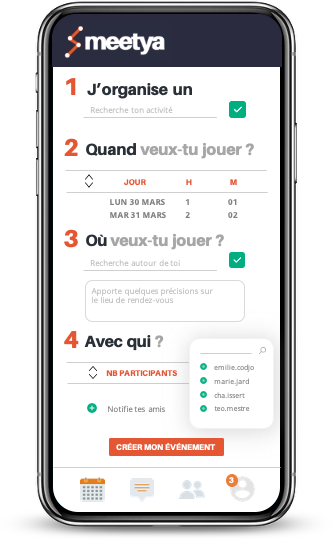 meetya
1 J'organise un
Recherche ton activité
2 Quand veux-tu jouer ?
JOUR H M
LUN 30 MARS 1 01
MAR 31 MARS 2 02
3 Où veux-tu jouer ?
Recherche autour de toi
Apporte quelques précisions sur
le lieu de rendez-vous
4 Avec qui ?
NB PARTICIPANTS
Notifie tes amis
emilie.codjo
marie.jard
cha.issert
teo.mestre
CRÉER MON ÉVÉNEMENT
3